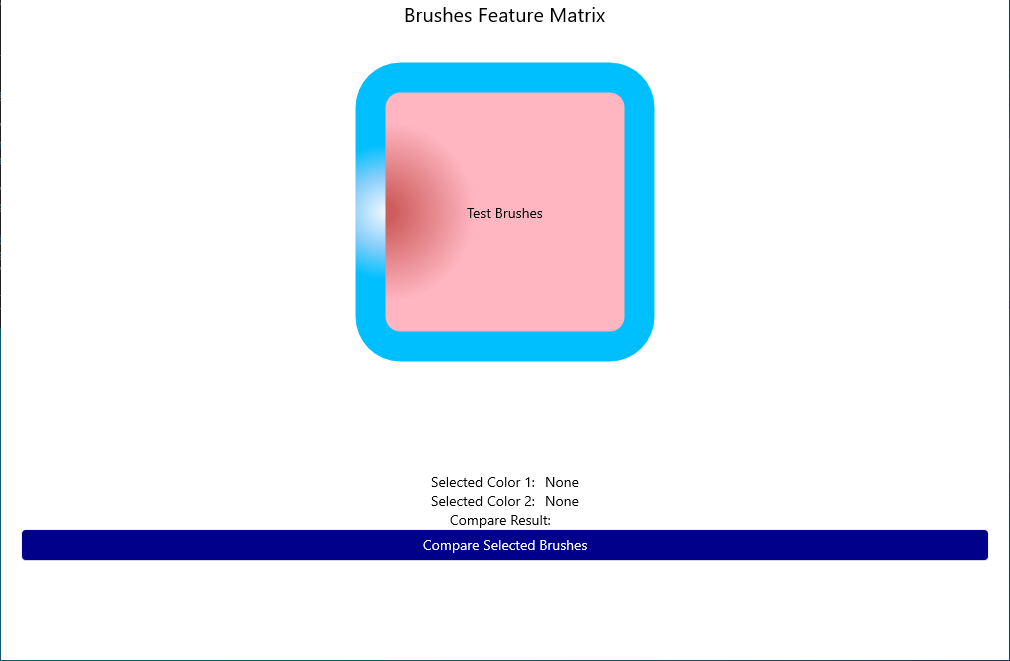 Brushes Feature Matrix
Test Brushes
Selected Color 1: None
Selected Color 2: None
Compare Result:
Compare Selected Brushes